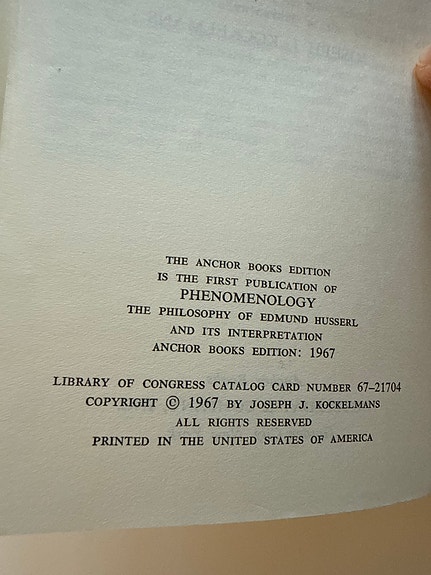 THE ANCHOR BOOKS EDITION
IS THE FIRST PUBLICATION OF
PHENOMENOLOGY
THE PHILOSOPHY OF EDMUND HUSSERL
AND ITS INTERPRETATION
ANCHOR BOOKS EDITION: 1967
LIBRARY OF CONGRESS CATALOG CARD NUMBER 67–21704
COPYRIGHT © 1967 BY JOSEPH J. KOCKELMANS
ALL RIGHTS RESERVED
PRINTED IN THE UNITED STATES OF AMERICA